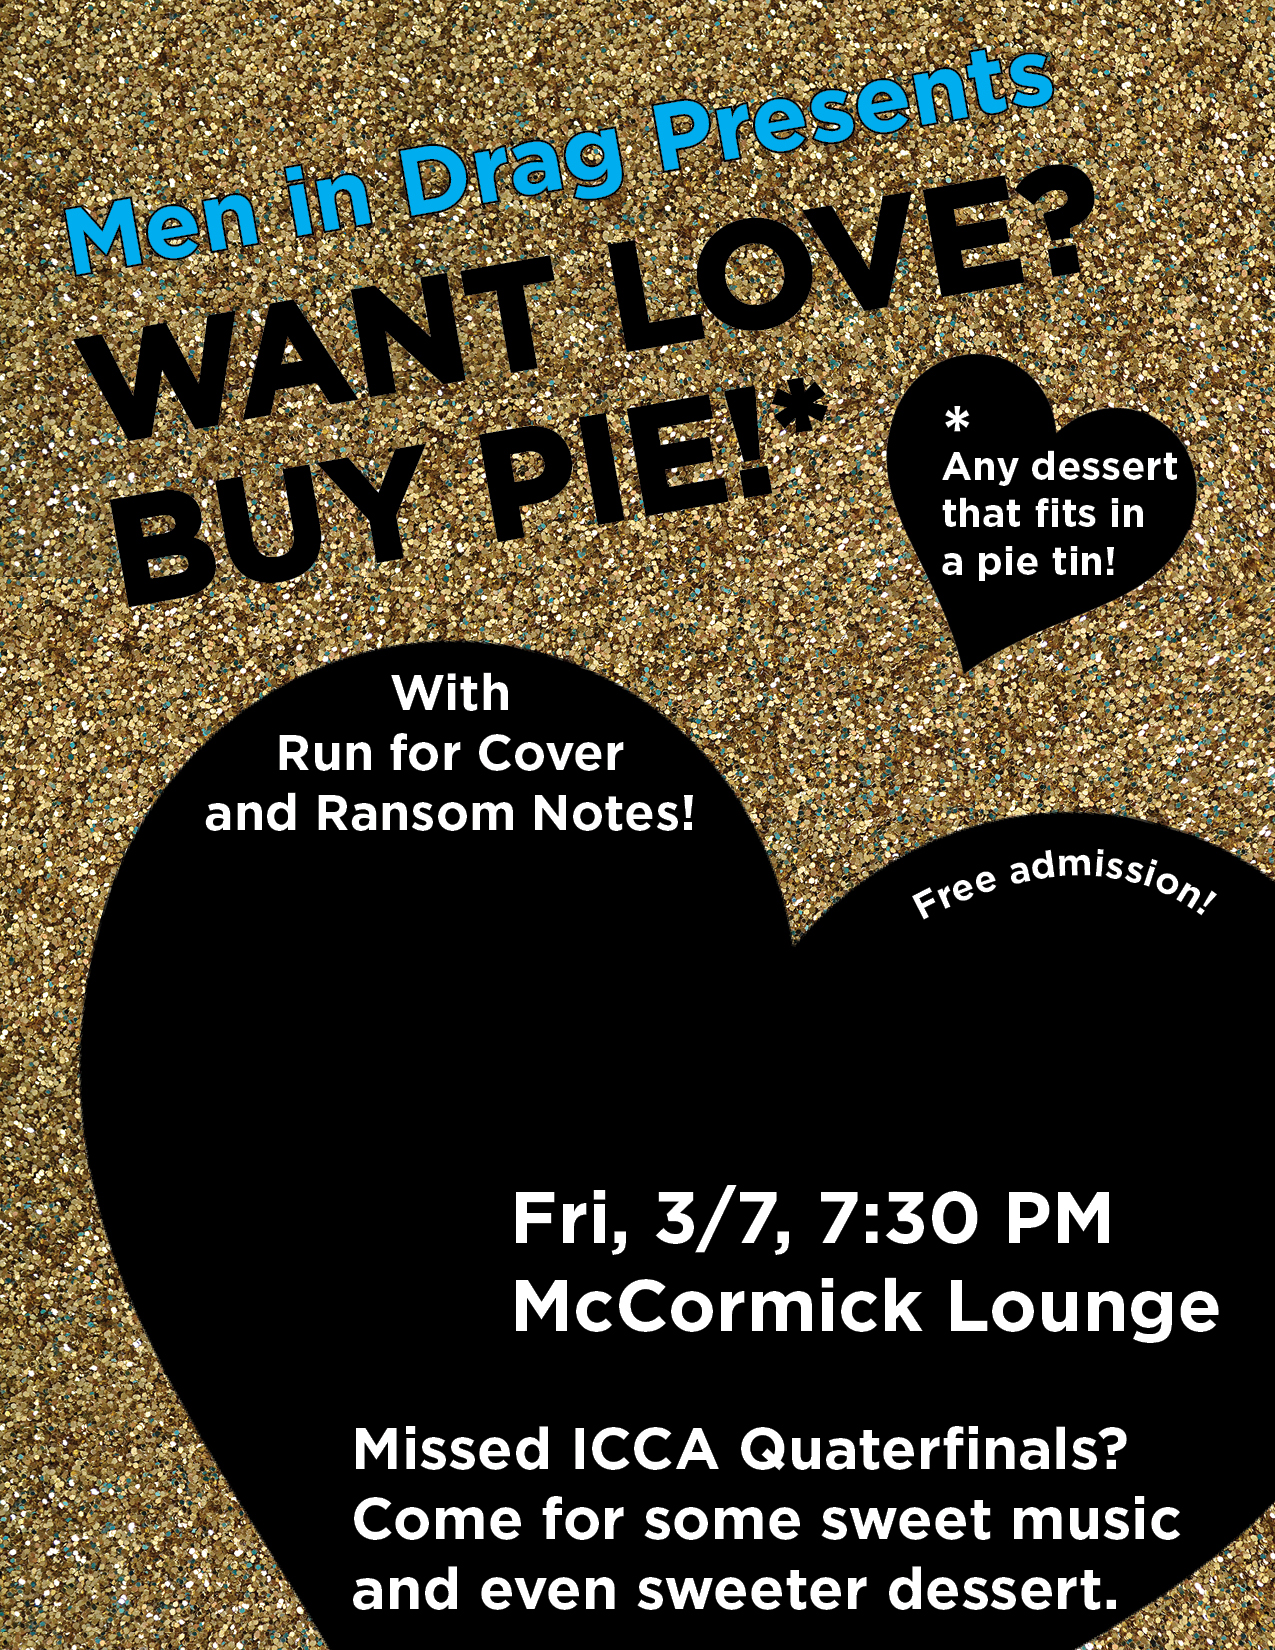 Men in Drag Presents
WANT LOVE?
BUY PIE!*
*
Any dessert
that fits in
a pie tin!
With
Run for Cover
and Ransom Notes!
Free admission!
Fri, 3/7, 7:30 PM
McCormick Lounge
Missed ICCA Quaterfinals?
Come for some sweet music
and even sweeter dessert.